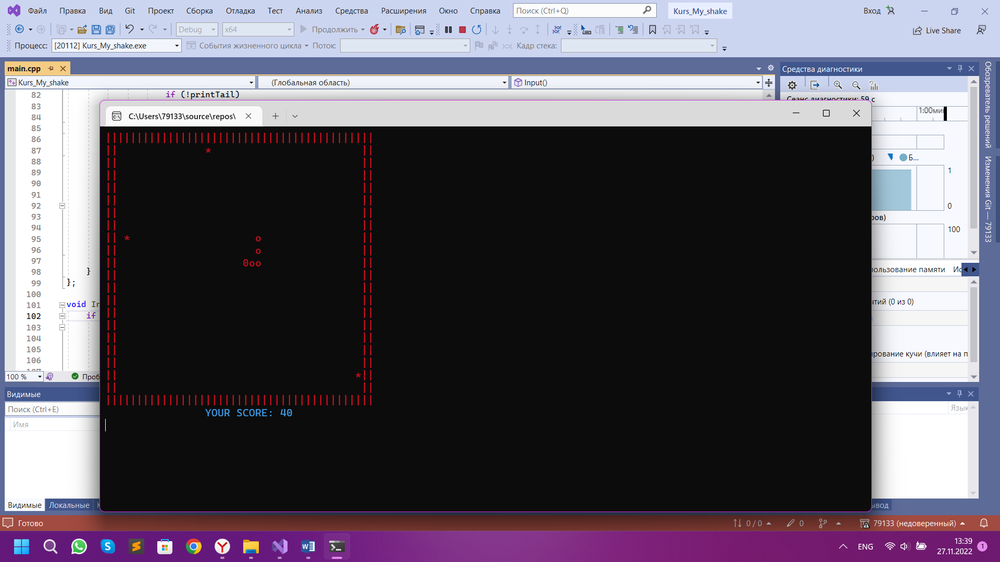 Файл Правка Вид Git Проект Сборка Отладка Тест Анализ Средства Расширения Окно Справка Поиск (Ctrl+Q) Kurs_My_shake Вход
Debug x64 Продолжить Live Share
Процесс: [20112] Kurs_My_shake.exe События жизненного цикла Поток: Кадр стека:
main.cpp
Kurs_My_shake (Глобальная область) Input()
82 if (!printTail)
83
84
85
86
87
88
89
90
91
92
93
94
95
96
97
98 }
99 };
100
101 void In
102 if
103
104
105
106
100 %
Проб
C:\Users\79133\source\repos\
||||||||||||||||||||||||||||||||||||||||||| 
*
* o
o
0oo
*
YOUR SCORE: 40
Средства диагностики
Сеанс диагностики: 59 с
1:00мин
Б...
1
0
ров)
100
пользование памяти Ис
ытий (0 из 0)
ирование кучи (влияет на п
Обозреватель решений
Изменения Git — 79133
Видимые
Поиск (Ctrl+E)
Имя
Язык
Видимые Локальные
ывод
Готово 0 / 0 0 79133 (недоверенный)
ENG 13:39
27.11.2022 1